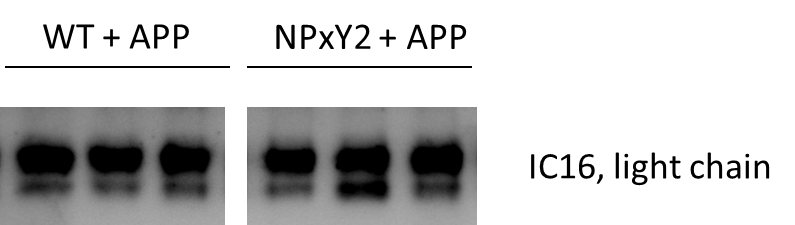 WT + APP
NPxY2 + APP
IC16, light chain